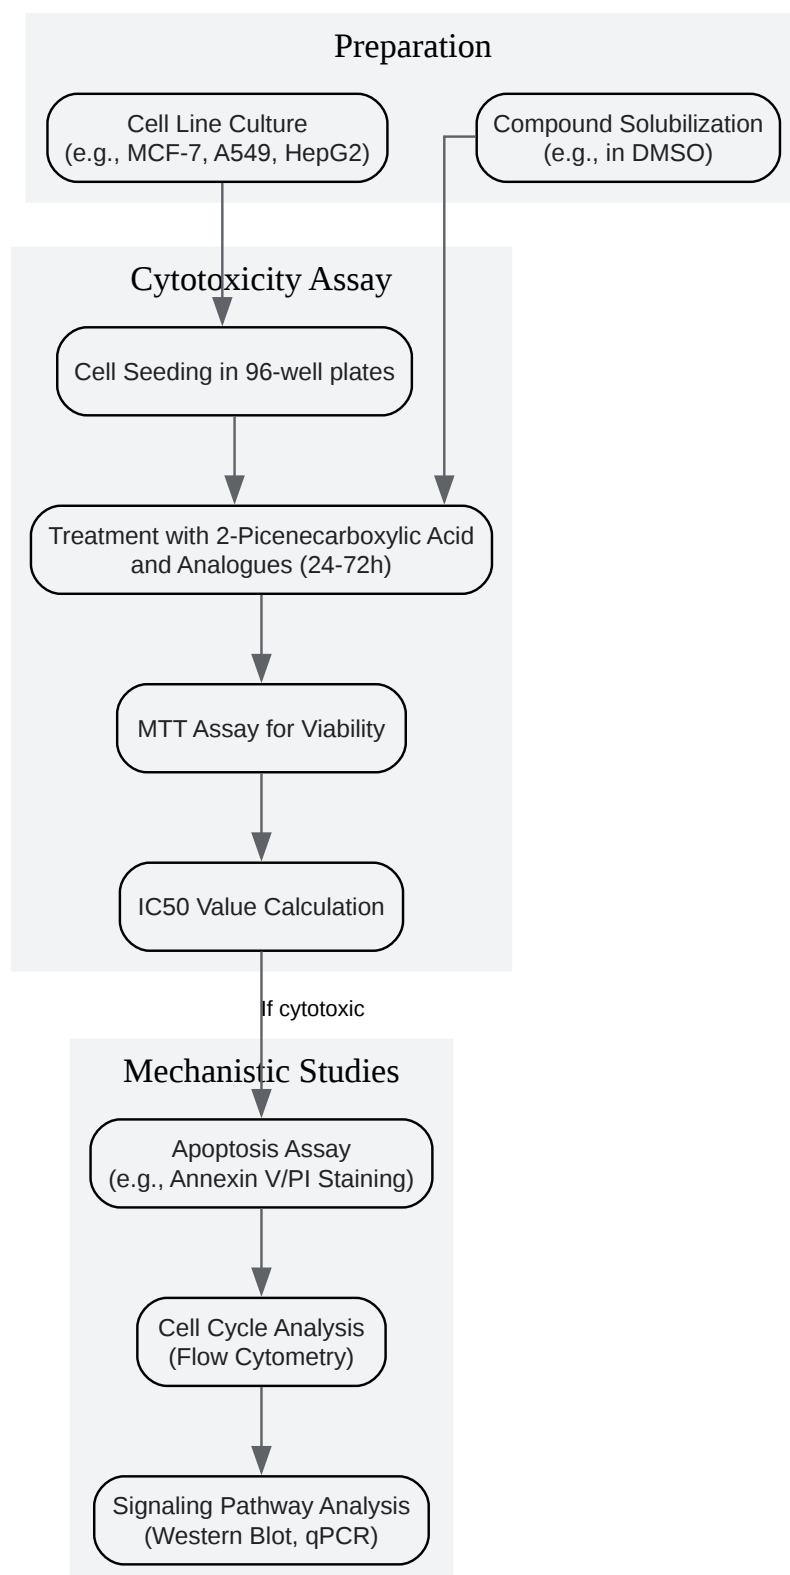 Preparation
Cell Line Culture
(e.g., MCF-7, A549, HepG2)
Compound Solubilization
(e.g., in DMSO)
Cytotoxicity Assay
Cell Seeding in 96-well plates
Treatment with 2-Picenecarboxylic Acid
and Analogues (24-72h)
MTT Assay for Viability
IC50 Value Calculation
If cytotoxic
Mechanistic Studies
Apoptosis Assay
(e.g., Annexin V/PI Staining)
Cell Cycle Analysis
(Flow Cytometry)
Signaling Pathway Analysis
(Western Blot, qPCR)